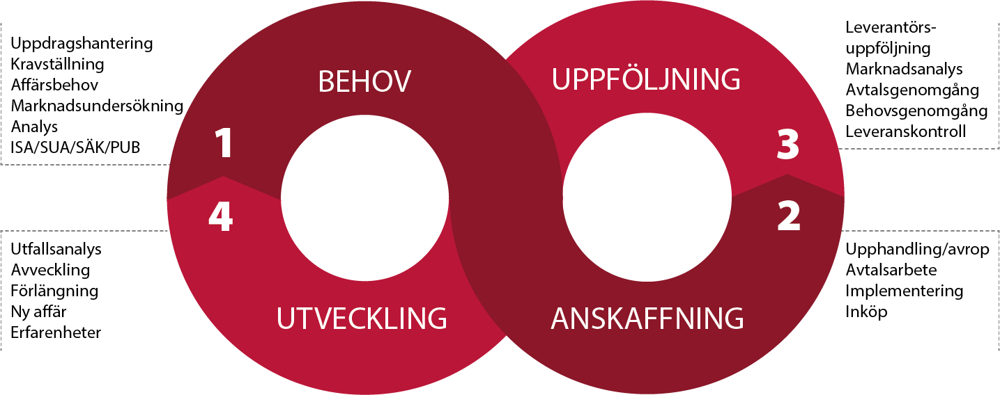 Uppdragshantering
Kravställning
Affärsbehov
Marknadsundersökning
Analys
ISA/SUA/SÄK/PUB
BEHOV
1
UPPFÖLJNING
3
Leverantörs-
uppföljning
Marknadsanalys
Avtalsgenomgång
Behovsgenomgång
Leveranskontroll
4
UTVECKLING
Utfallsanalys
Avveckling
Förlängning
Ny affär
Erfarenheter
2
ANSKAFFNING
Upphandling/avrop
Avtalsarbete
Implementering
Inköp